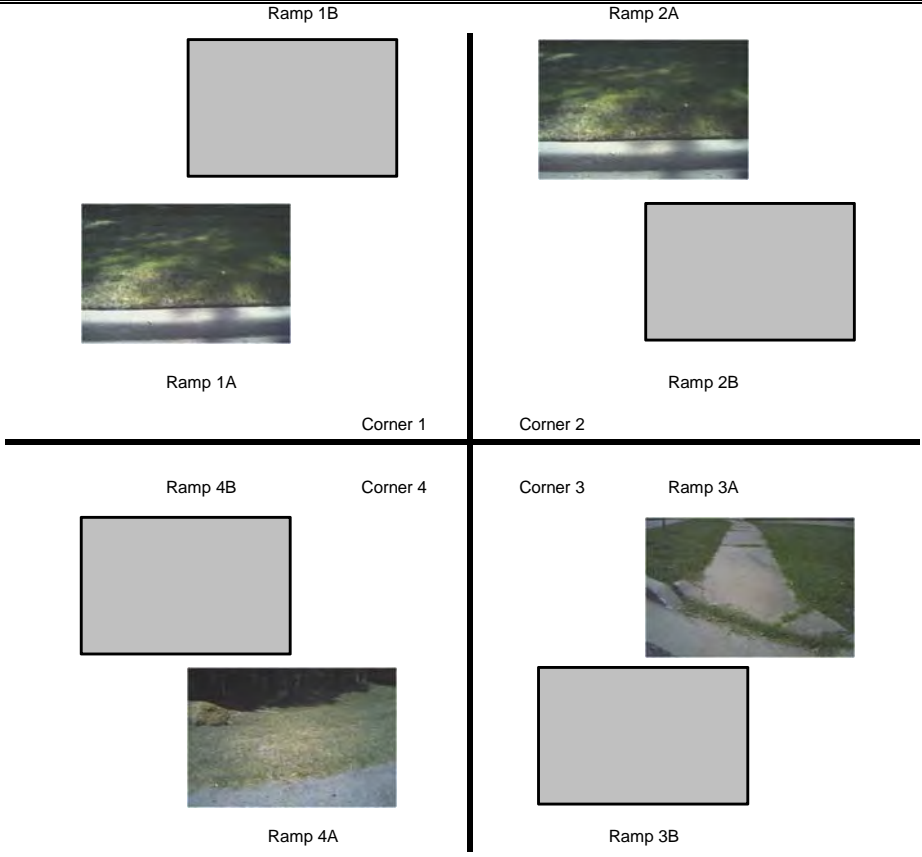 Ramp 1B Ramp 2A
Ramp 1A Ramp 2B
Corner 1 Corner 2
Ramp 4B Corner 4 Corner 3 Ramp 3A
Ramp 4A Ramp 3B